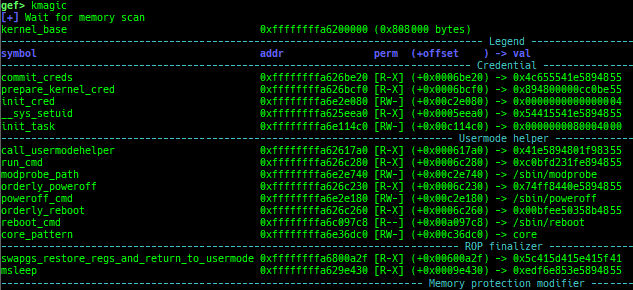 gef> kmagic
[+] Wait for memory scan
kernel_base 0xffffffffa6200000 (0x808000 bytes)
Legend
symbol addr perm (+offset ) -> val
Credential
commit_creds 0xffffffffa626be20 [R-X] (+0x0006be20) -> 0x4c655541e5894855
prepare_kernel_cred 0xffffffffa626bcf0 [R-X] (+0x0006bcf0) -> 0x894800000cc0be55
init_cred 0xffffffffa6e2e080 [RW-] (+0x00c2e080) -> 0x0000000000000004
__sys_setuid 0xffffffffa625eea0 [R-X] (+0x0005eea0) -> 0x54415541e5894855
init_task 0xffffffffa6e114c0 [RW-] (+0x00c114c0) -> 0x0000000080004000
Usermode helper
call_usermodehelper 0xffffffffa62617a0 [R-X] (+0x000617a0) -> 0x41e5894801f98355
run_cmd 0xffffffffa626c280 [R-X] (+0x0006c280) -> 0xc0bfd231fe894855
modprobe_path 0xffffffffa6e2e740 [RW-] (+0x00c2e740) -> /sbin/modprobe
orderly_poweroff 0xffffffffa626c230 [R-X] (+0x0006c230) -> 0x74ff8440e5894855
poweroff_cmd 0xffffffffa6e2e180 [RW-] (+0x00c2e180) -> /sbin/poweroff
orderly_reboot 0xffffffffa626c260 [R-X] (+0x0006c260) -> 0x00bfee50358b4855
reboot_cmd 0xffffffffa6c097c8 [R--] (+0x00a097c8) -> /sbin/reboot
core_pattern 0xffffffffa6e36dc0 [RW-] (+0x00c36dc0) -> core
ROP finalizer
swapgs_restore_regs_and_return_to_usermode 0xffffffffa6800a2f [R-X] (+0x00600a2f) -> 0x5c415d415e415f41
msleep 0xffffffffa629e430 [R-X] (+0x0009e430) -> 0xedf6e853e5894855
Memory protection modifier